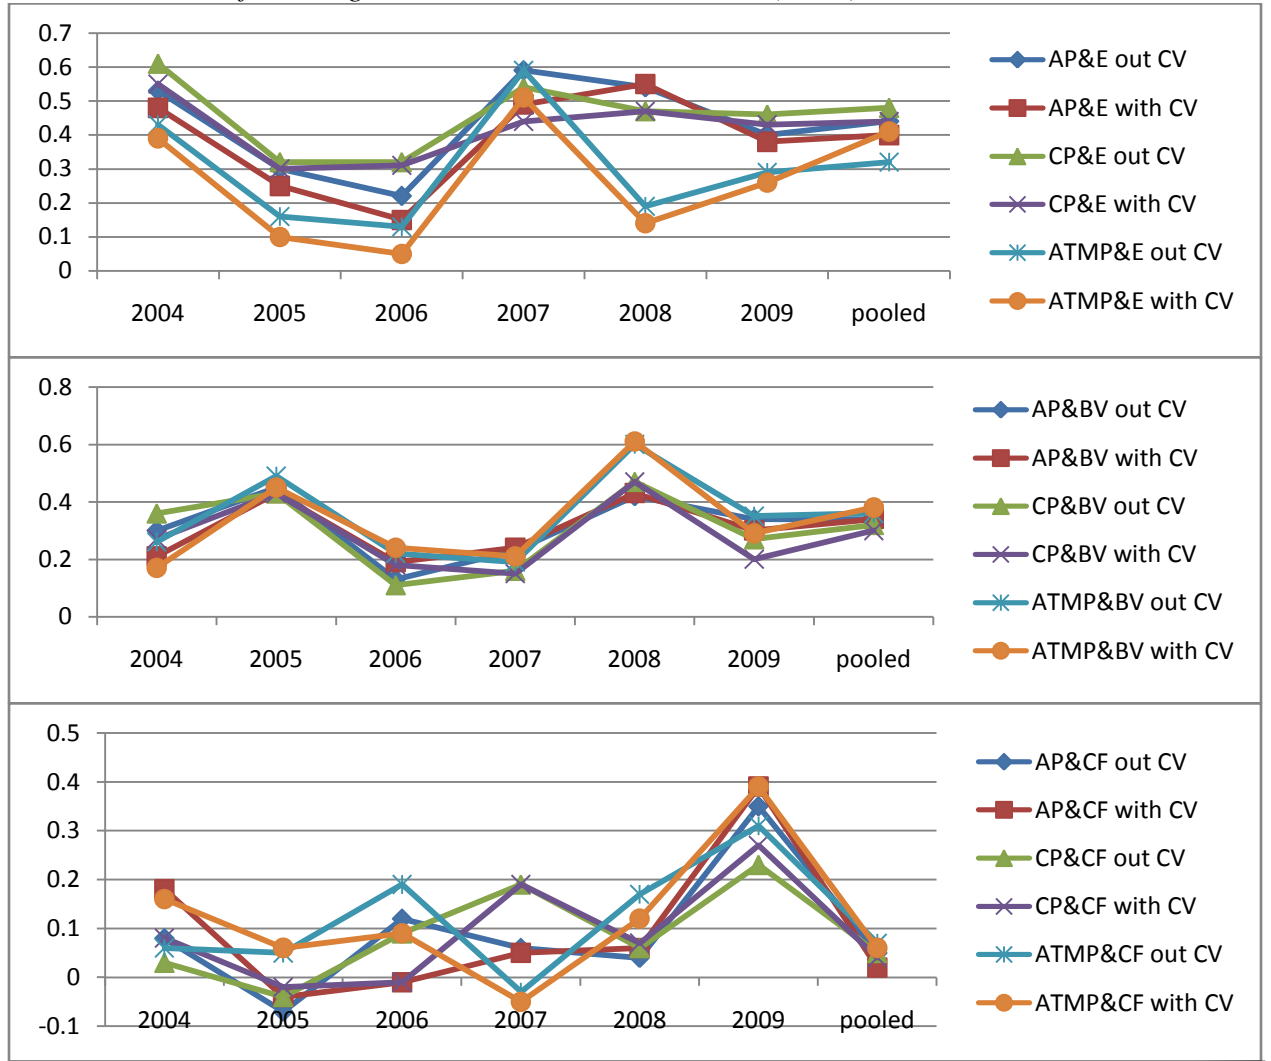 0.7
0.6
0.5
0.4
0.3
0.2
0.1
0
2004 2005 2006 2007 2008 2009 pooled
AP&E out CV
AP&E with CV
CP&E out CV
CP&E with CV
ATMP&E out CV
ATMP&E with CV
0.8
0.6
0.4
0.2
0
2004 2005 2006 2007 2008 2009 pooled
AP&BV out CV
AP&BV with CV
CP&BV out CV
CP&BV with CV
ATMP&BV out CV
ATMP&BV with CV
0.5
0.4
0.3
0.2
0.1
0
-0.1
2004 2005 2006 2007 2008 2009 pooled
AP&CF out CV
AP&CF with CV
CP&CF out CV
CP&CF with CV
ATMP&CF out CV
ATMP&CF with CV